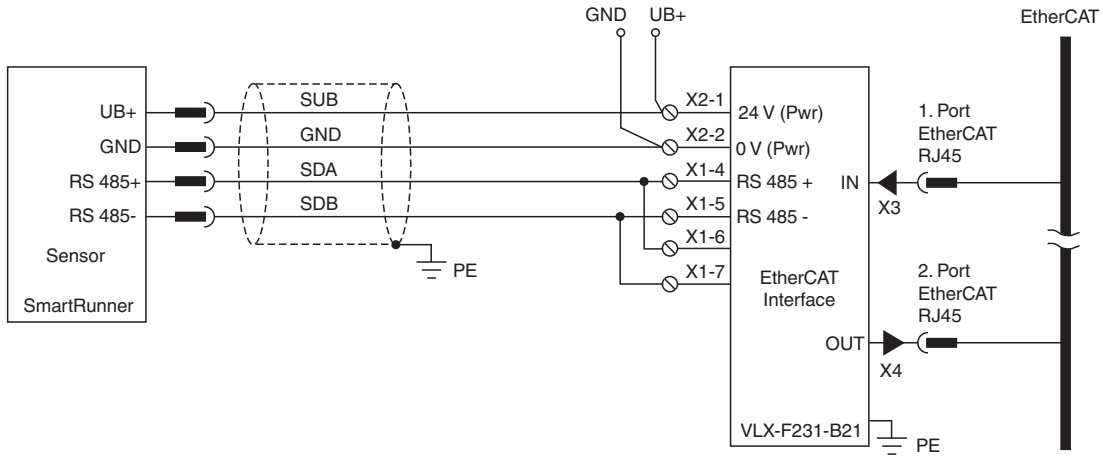 GND UB+
EtherCAT
UB+
GND
RS 485+
RS 485-
Sensor
SmartRunner
SUB
GND
SDA
SDB
PE
X2-1
X2-2
X1-4
X1-5
X1-6
X1-7
24 V (Pwr)
0 V (Pwr)
RS 485 +
RS 485 -
IN
EtherCAT
Interface
OUT
VLX-F231-B21
PE
X3
X4
1. Port
EtherCAT
RJ45
2. Port
EtherCAT
RJ45